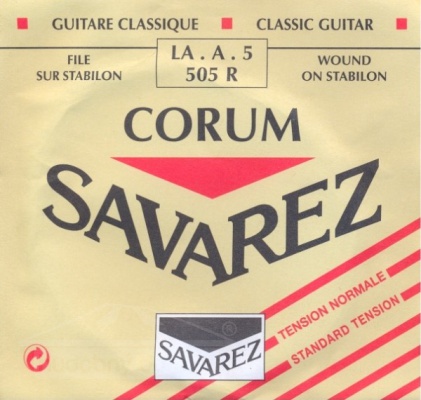 GUITARE CLASSIQUE CLASSIC GUITAR
FILE
SUR STABILON
LA . A . 5
505 R
WOUND
ON STABILON
CORUM
SAVAREZ
TENSION NORMALE
STANDARD TENSION
®
SAVAREZ